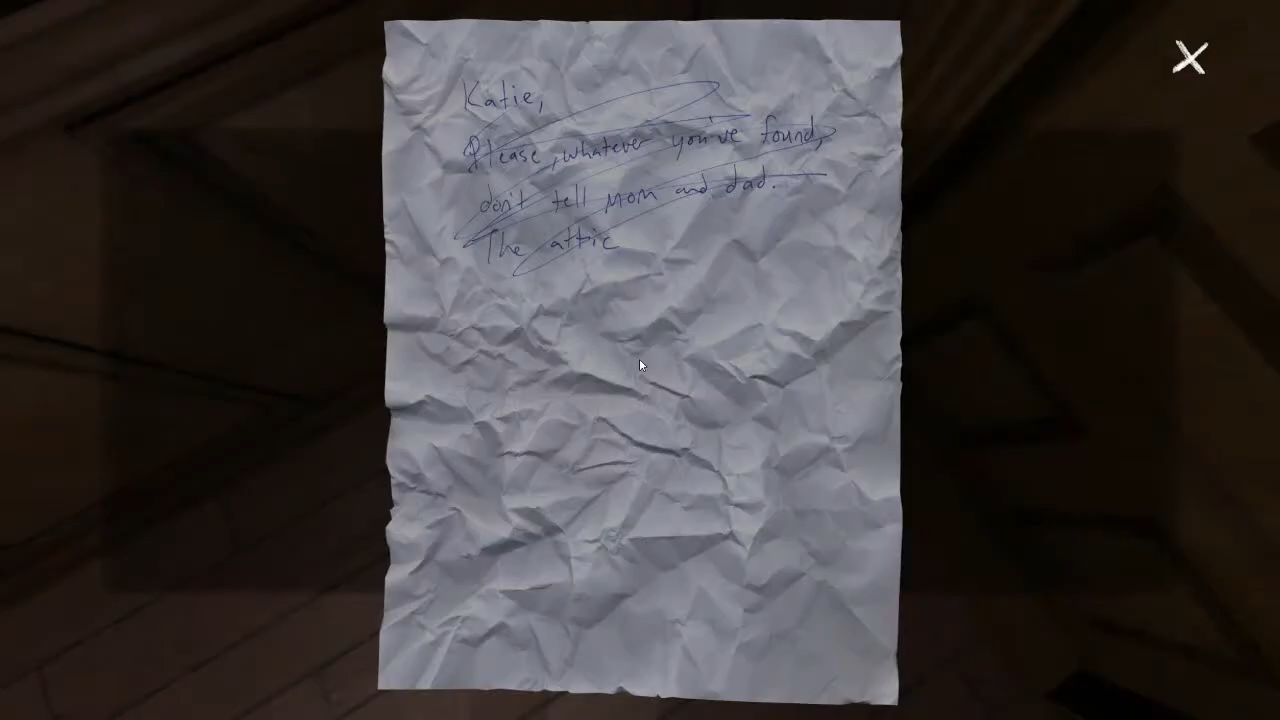 Katie,
Please, whatever you've found,
don't tell Mom and dad.
The attic